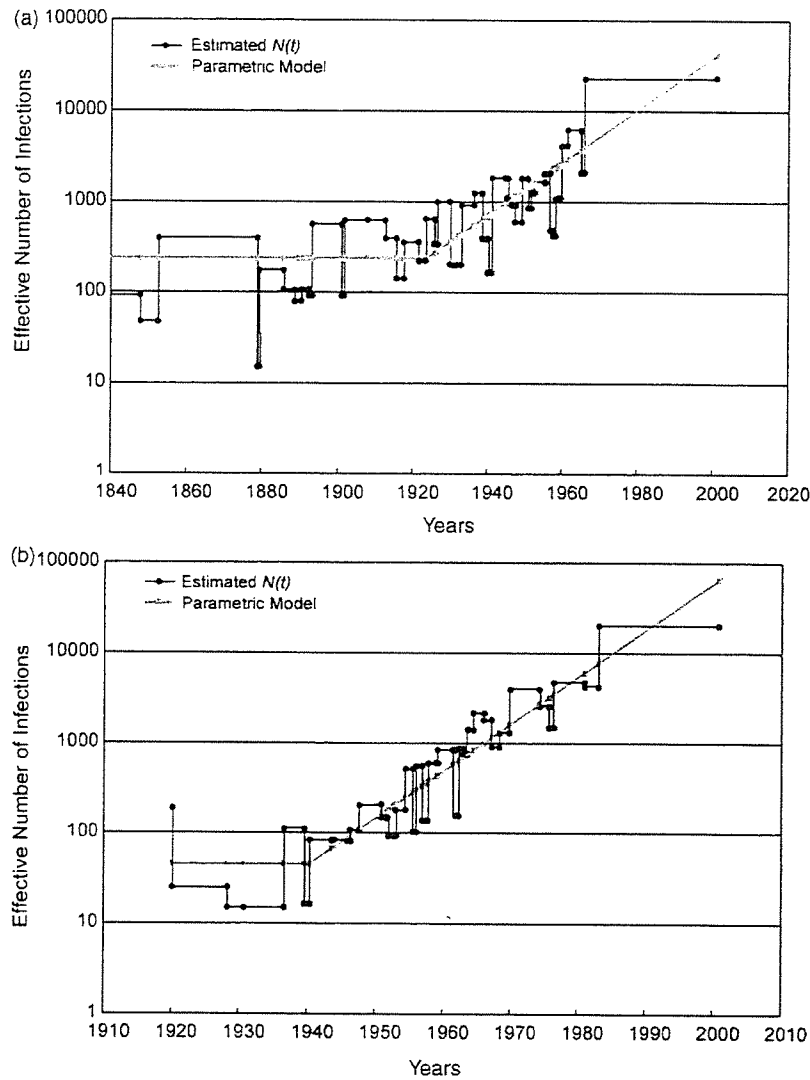 (a)
100000
10000
1000
100
10
1
Effective Number of Infections
Estimated N(t)
Parametric Model
1840 1860 1880 1900 1920 1940 1960 1980 2000 2020
Years
(b)
100000
10000
1000
100
10
1
Effective Number of Infections
Estimated N(t)
Parametric Model
1910 1920 1930 1940 1950 1960 1970 1980 1990 2000 2010
Years